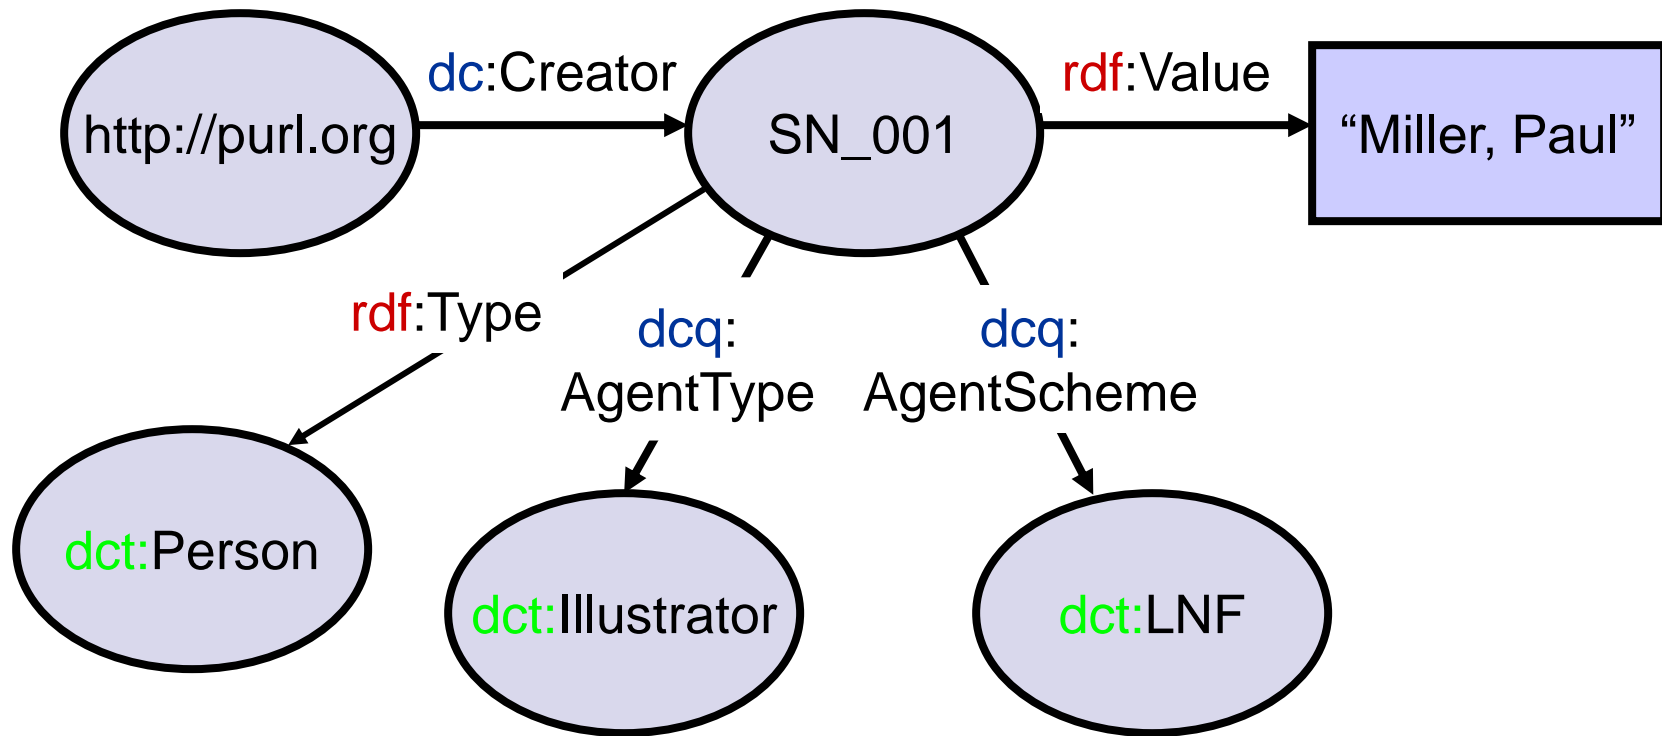 dc:Creator
rdf:Value
http://purl.org
SN_001
“Miller, Paul”
rdf:Type
dcq:
AgentType
dcq:
AgentScheme
dct:Person
dct:Illustrator
dct:LNF